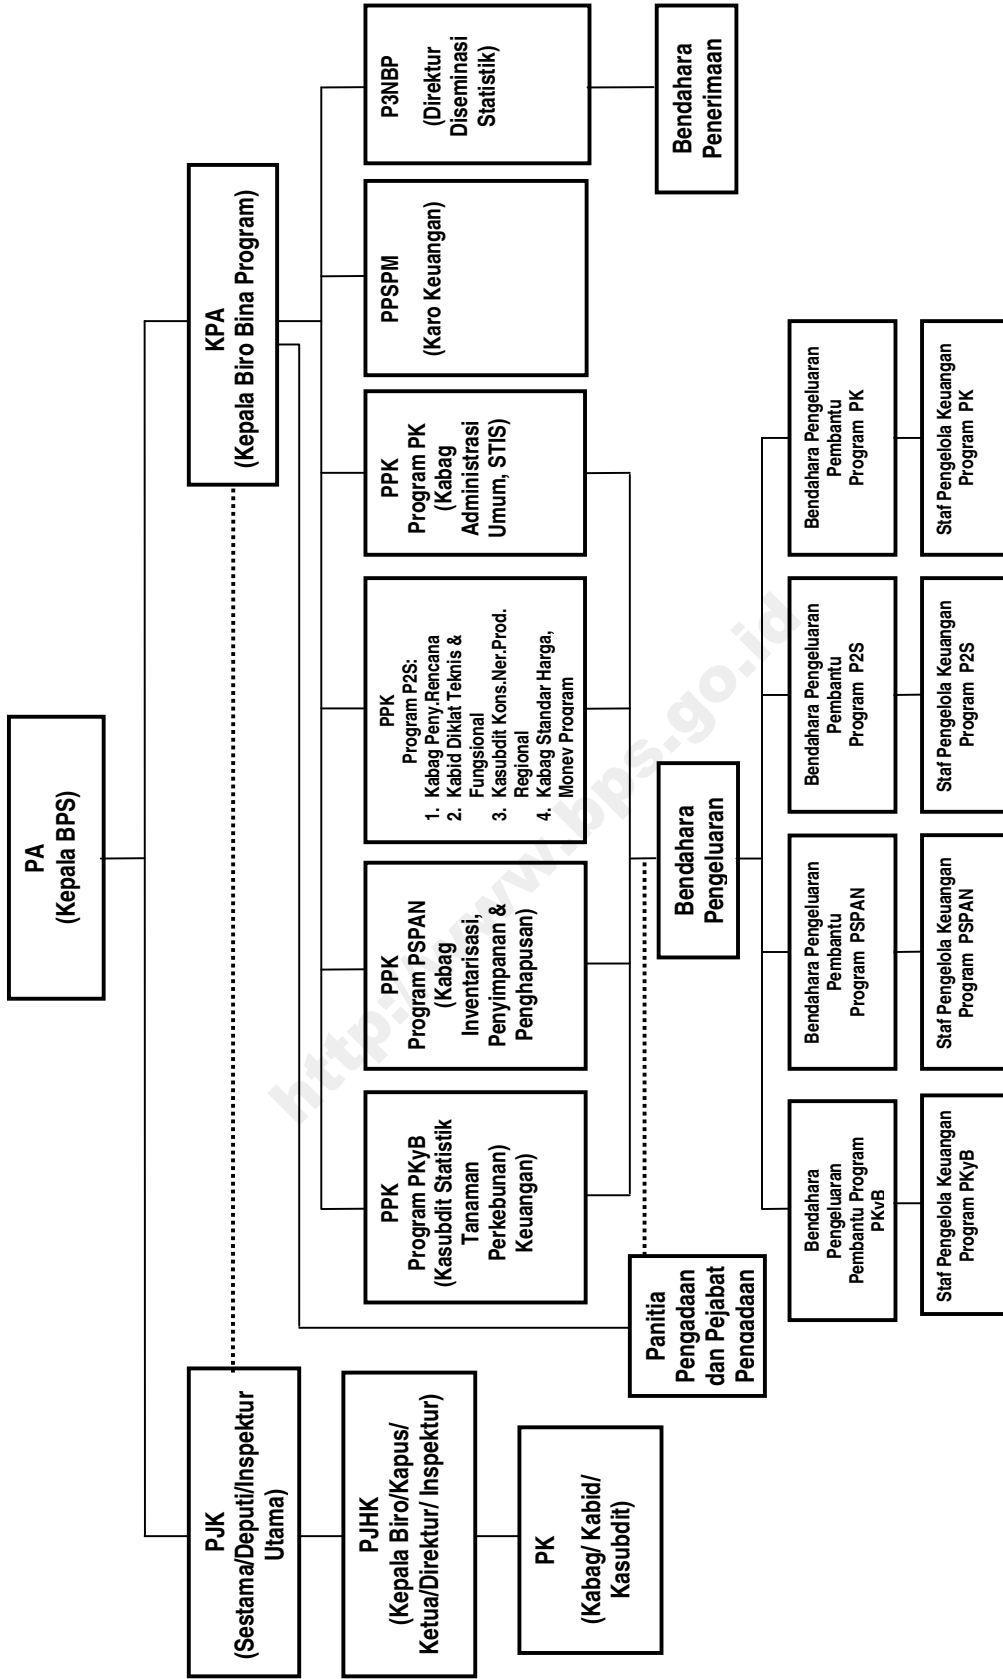 PA
(Kepala BPS)
PJK
(Sestama/Deputi/Inspektur
Utama)
KPA
(Kepala Biro Bina Program)
PJHK
(Kepala Biro/Kapus/
Ketua/Direktur/ Inspektur)
PK
(Kabag/ Kabid/
Kasubdit)
PPK
Program PKyB
(Kasubdit Statistik
Tanaman
Perkebunan)
Keuangan)
PPK
Program PSPAN
(Kabag
Inventarisasi,
Penyimpanan &
Penghapusan)
PPK
Program P2S:
1. Kabag Peny.Rencana
2. Kabid Diklat Teknis &
Fungsional
3. Kasubdit Kons.Ner.Prod.
Regional
4. Kabag Standar Harga,
Monev Program
PPK
Program PK
(Kabag
Administrasi
Umum, STIS)
PPSPM
(Karo Keuangan)
P3NBP
(Direktur
Diseminasi
Statistik)
Panitia
Pengadaan
dan Pejabat
Pengadaan
Bendahara
Pengeluaran
Bendahara
Penerimaan
Bendahara
Pengeluaran
Pembantu Program
PKyB
Bendahara Pengeluaran
Pembantu
Program PSPAN
Bendahara Pengeluaran
Pembantu
Program P2S
Bendahara Pengeluaran
Pembantu
Program PK
Staf Pengelola Keuangan
Program PKyB
Staf Pengelola Keuangan
Program PSPAN
Staf Pengelola Keuangan
Program P2S
Staf Pengelola Keuangan
Program PK
http://www.bps.go.id